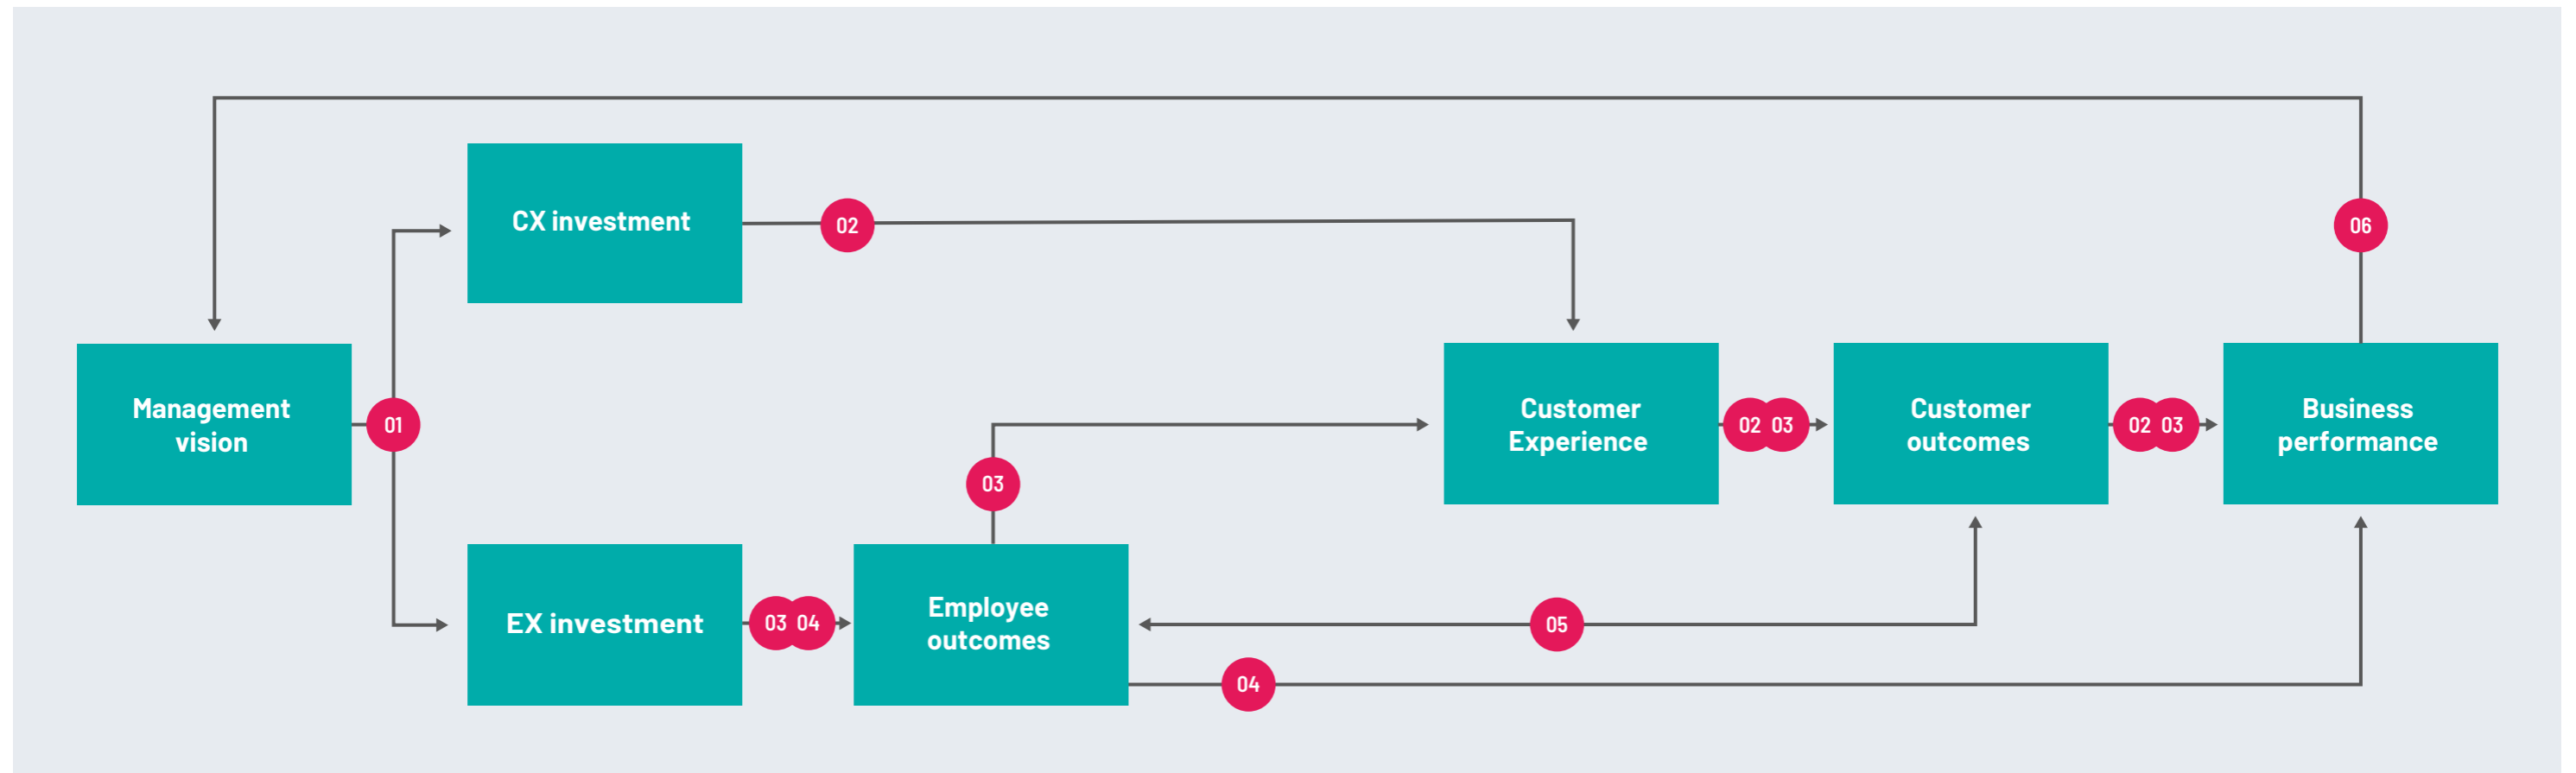 CX investment
02
06
Management
vision
01
Customer
Experience
02 03
Customer
outcomes
02 03
Business
performance
03
EX investment
03 04
Employee
outcomes
05
04